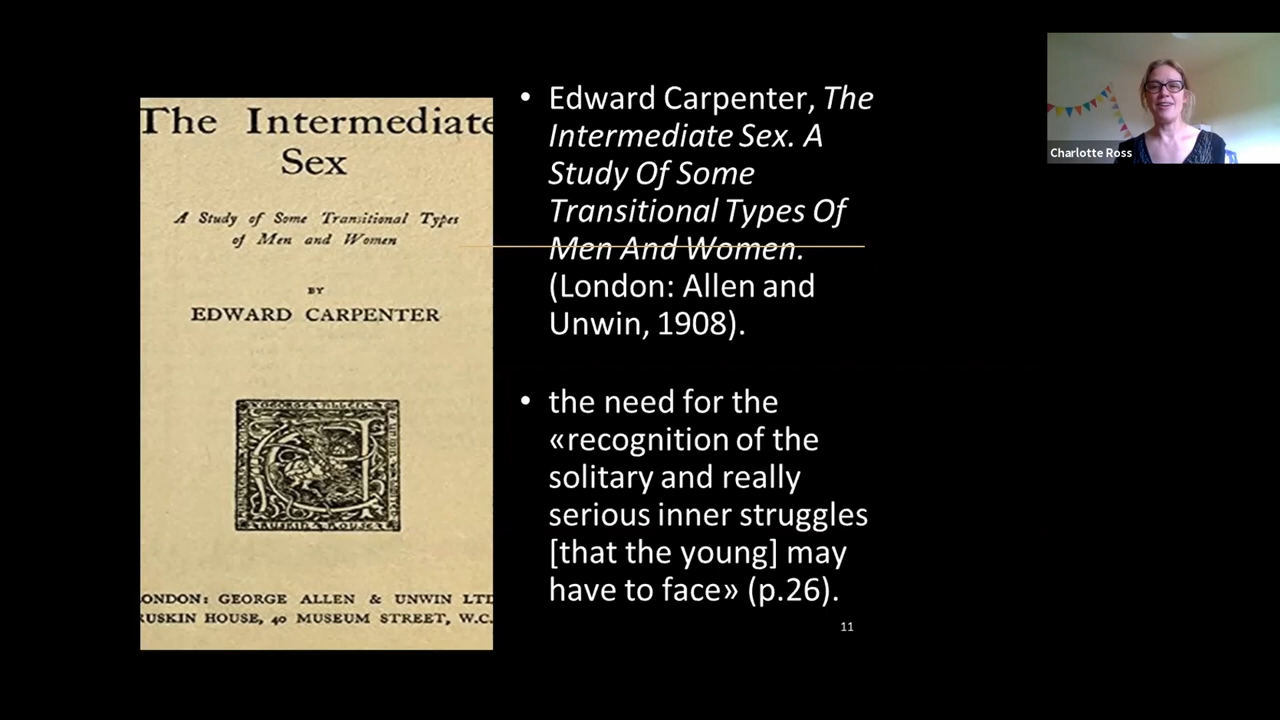 The Intermediate
Sex
A Study of Some Transitional Types
of Men and Women
BY
EDWARD CARPENTER
RUSKIN HOUSE
ONDON: GEORGE ALLEN & UNWIN LTD
RUSKIN HOUSE, 40 MUSEUM STREET, W.C.
• Edward Carpenter, The
Intermediate Sex. A
Study Of Some
Transitional Types Of
Men And Women.
(London: Allen and
Unwin, 1908).
• the need for the
«recognition of the
solitary and really
serious inner struggles
[that the young] may
have to face» (p.26).
11
Charlotte Ross